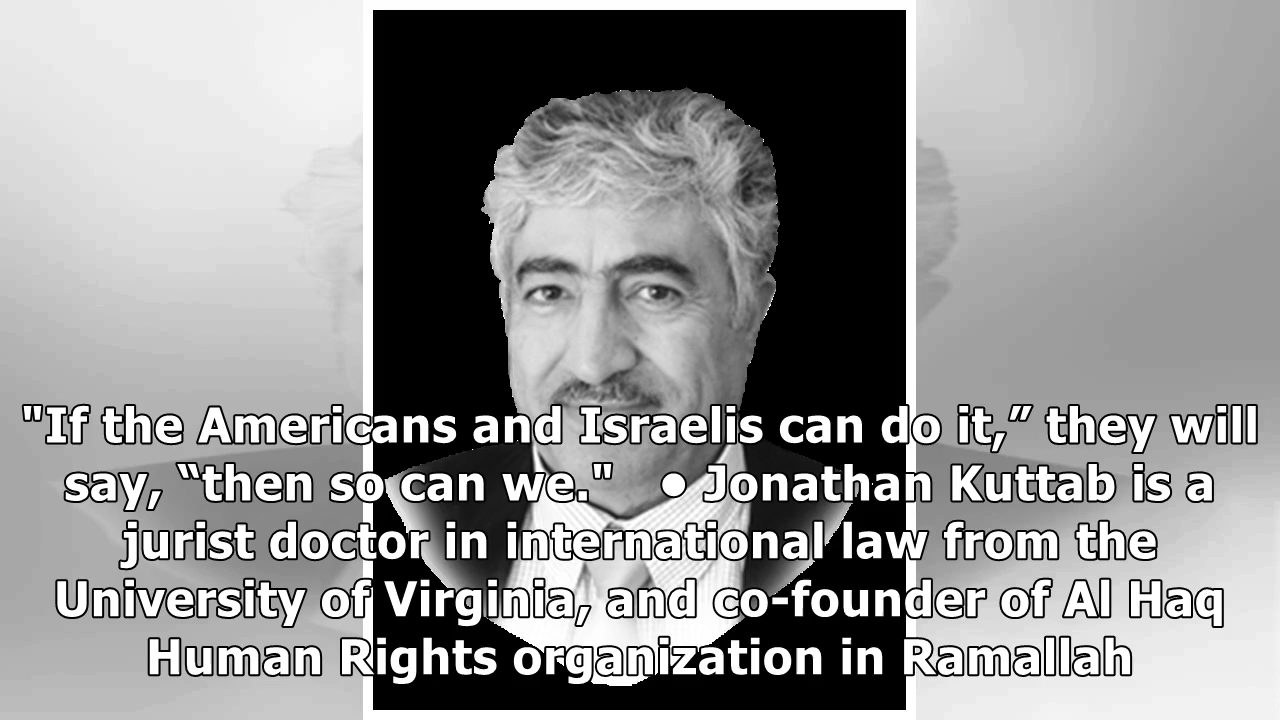 "If the Americans and Israelis can do it,” they will
say, “then so can we."   ● Jonathan Kuttab is a
jurist doctor in international law from the
University of Virginia, and co-founder of Al Haq
Human Rights organization in Ramallah